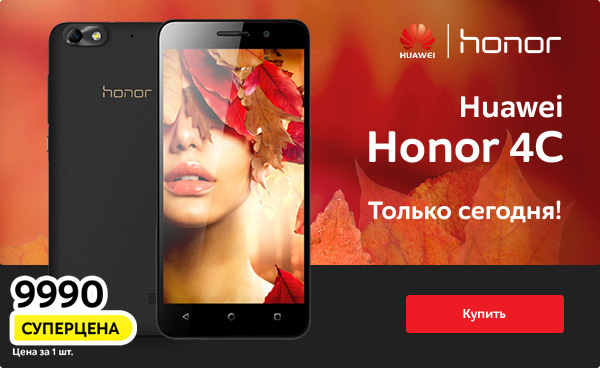 honor
HUAWEI
honor
Huawei
Honor 4C
Только сегодня!
9990
СУПЕРЦЕНА
Цена за 1 шт.
Купить